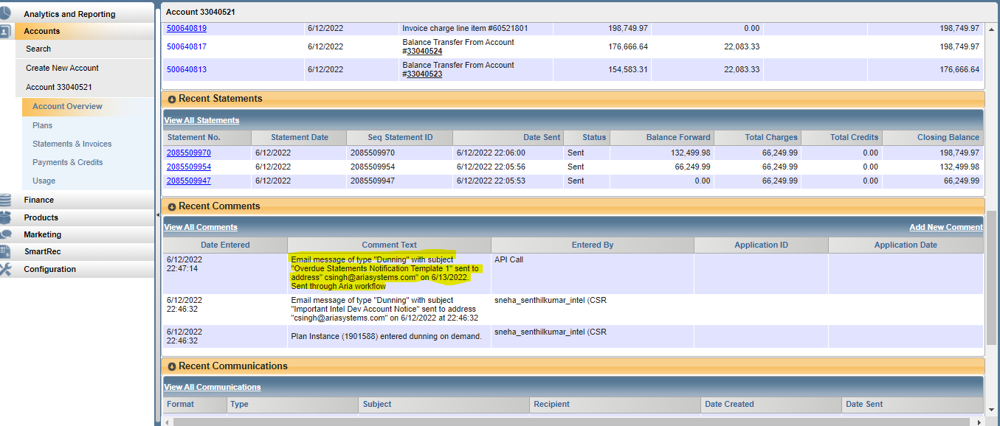 Analytics and Reporting
Accounts
Search
Create New Account
Account 33040521
Account Overview
Plans
Statements & Invoices
Payments & Credits
Usage
Finance
Products
Marketing
SmartRec
Configuration
Account 33040521
500640819 6/12/2022 Invoice charge line item #60521801 198,749.97 0.00 198,749.97
500640817 6/12/2022 Balance Transfer From Account
#33040524 176,666.64 22,083.33 198,749.97
500640813 6/12/2022 Balance Transfer From Account
#33040523 154,583.31 22,083.33 176,666.64
Recent Statements
View All Statements
Statement No. Statement Date Seq Statement ID Date Sent Status Balance Forward Total Charges Total Credits Closing Balance
2085509970 6/12/2022 2085509970 6/12/2022 22:06:00 Sent 132,499.98 66,249.99 0.00 198,749.97
2085509954 6/12/2022 2085509954 6/12/2022 22:05:56 Sent 66,249.99 66,249.99 0.00 132,499.98
2085509947 6/12/2022 2085509947 6/12/2022 22:05:53 Sent 0.00 66,249.99 0.00 66,249.99
Recent Comments
View All Comments Add New Comment
Date Entered Comment Text Entered By Application ID Application Date
6/12/2022
22:47:14
Email message of type "Dunning" with subject
"Overdue Statements Notification Template 1" sent to
address" csingh@ariasystems.com" on 6/13/2022.
Sent through Aria workflow
API Call
6/12/2022
22:46:32
Email message of type "Dunning" with subject
"Important Intel Dev Account Notice" sent to address
"csingh@ariasystems.com" on 6/12/2022 at 22:46:32
sneha_senthilkumar_intel (CSR
6/12/2022
22:46:32
Plan Instance (1901588) entered dunning on demand.
sneha_senthilkumar_intel (CSR
Recent Communications
View All Communications
Format Type Subject Recipient Date Created Date Sent